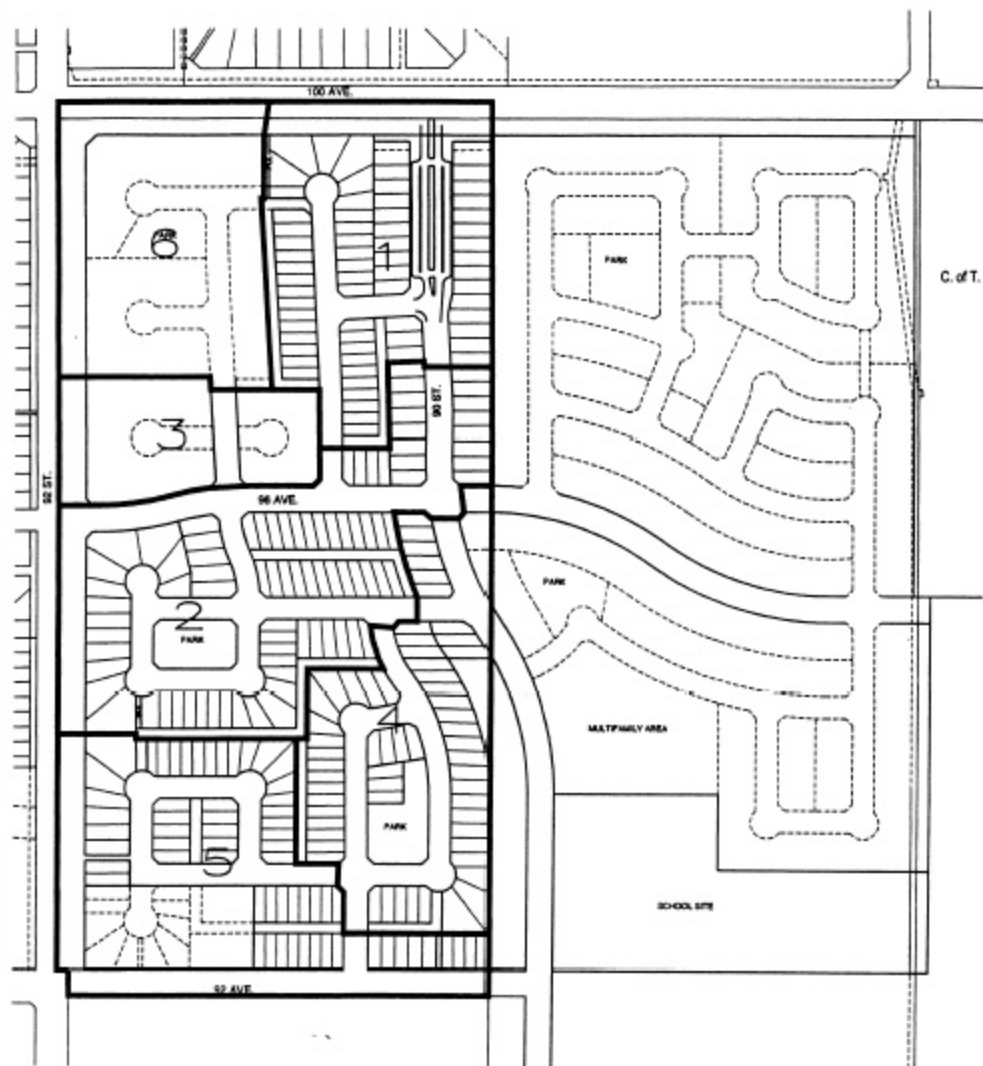 100 AVE.
6
1
PARK
C. of T.
90 ST.
3
92 ST.
96 AVE.
PARK
2
PARK
4
MULTIFAMILY AREA
PARK
5
SCHOOL SITE
92 AVE.